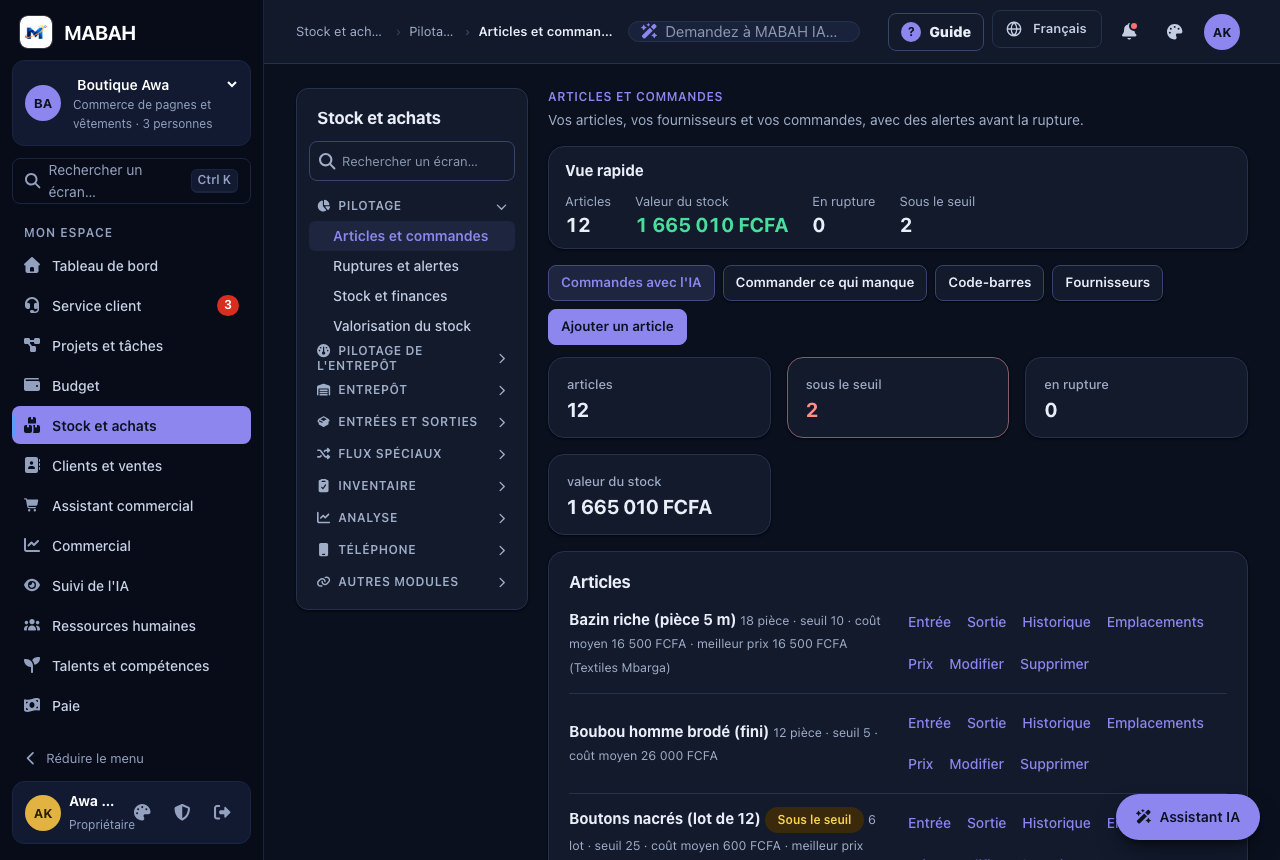 MABAH
BA
Boutique Awa
Commerce de pagnes et
vêtements · 3 personnes
Rechercher un
écran...
Ctrl K
MON ESPACE
Tableau de bord
Service client
3
Projets et tâches
Budget
Stock et achats
Clients et ventes
Assistant commercial
Commercial
Suivi de l'IA
Ressources humaines
Talents et compétences
Paie
Réduire le menu
AK
Awa ...
Propriétaire
Stock et ach... › Pilota... › Articles et comman...
Demandez à MABAH IA...
? Guide
Français
AK
Stock et achats
Rechercher un écran...
PILOTAGE
Articles et commandes
Ruptures et alertes
Stock et finances
Valorisation du stock
PILOTAGE DE
L'ENTREPÔT
ENTREPÔT
ENTRÉES ET SORTIES
FLUX SPÉCIAUX
INVENTAIRE
ANALYSE
TÉLÉPHONE
AUTRES MODULES
ARTICLES ET COMMANDES
Vos articles, vos fournisseurs et vos commandes, avec des alertes avant la rupture.
Vue rapide
Articles
12
Valeur du stock
1 665 010 FCFA
En rupture
0
Sous le seuil
2
Commandes avec l'IA
Commander ce qui manque
Code-barres
Fournisseurs
Ajouter un article
articles
12
sous le seuil
2
en rupture
0
valeur du stock
1 665 010 FCFA
Articles
Bazin riche (pièce 5 m) 18 pièce · seuil 10 · coût
moyen 16 500 FCFA · meilleur prix 16 500 FCFA
(Textiles Mbarga)
Entrée Sortie Historique Emplacements
Prix Modifier Supprimer
Boubou homme brodé (fini) 12 pièce · seuil 5 ·
coût moyen 26 000 FCFA
Entrée Sortie Historique Emplacements
Prix Modifier Supprimer
Boutons nacrés (lot de 12) Sous le seuil 6
lot · seuil 25 · coût moyen 600 FCFA · meilleur prix
Entrée Sortie Historique
Assistant IA